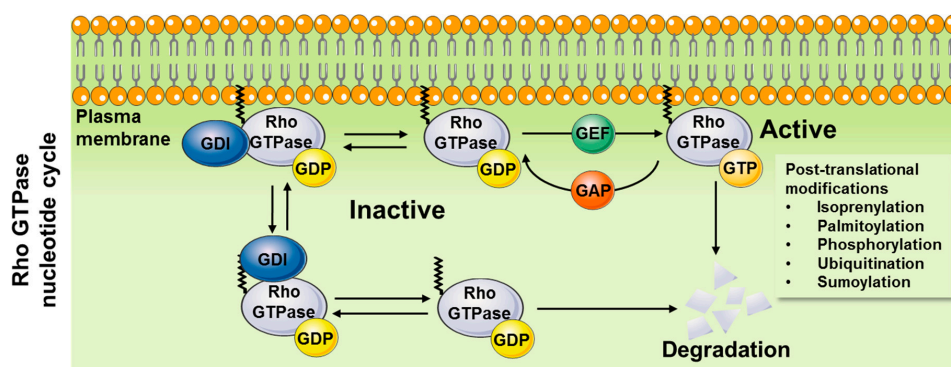 Rho GTPase
nucleotide cycle
Plasma
membrane
GDI
Rho
GTPase
GDP
Rho
GTPase
GDP
GEF
GAP
Rho
GTPase
GTP
Active
Inactive
Post-translational
modifications
• Isoprenylation
• Palmitoylation
• Phosphorylation
• Ubiquitination
• Sumoylation
GDI
Rho
GTPase
GDP
Rho
GTPase
GDP
Degradation